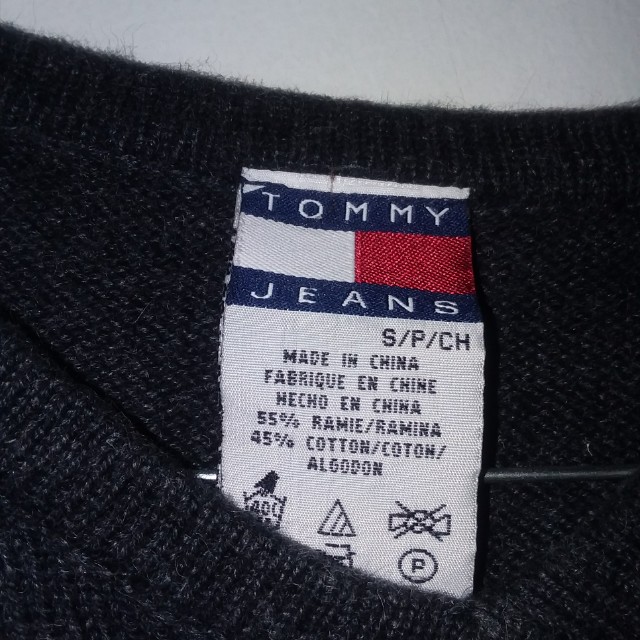 TOMMY
JEANS
S/P/CH
MADE IN CHINA
FABRIQUE EN CHINE
HECHO EN CHINA
55% RAMIE/RAMINA
45% COTTON/COTON/
ALGODON
P